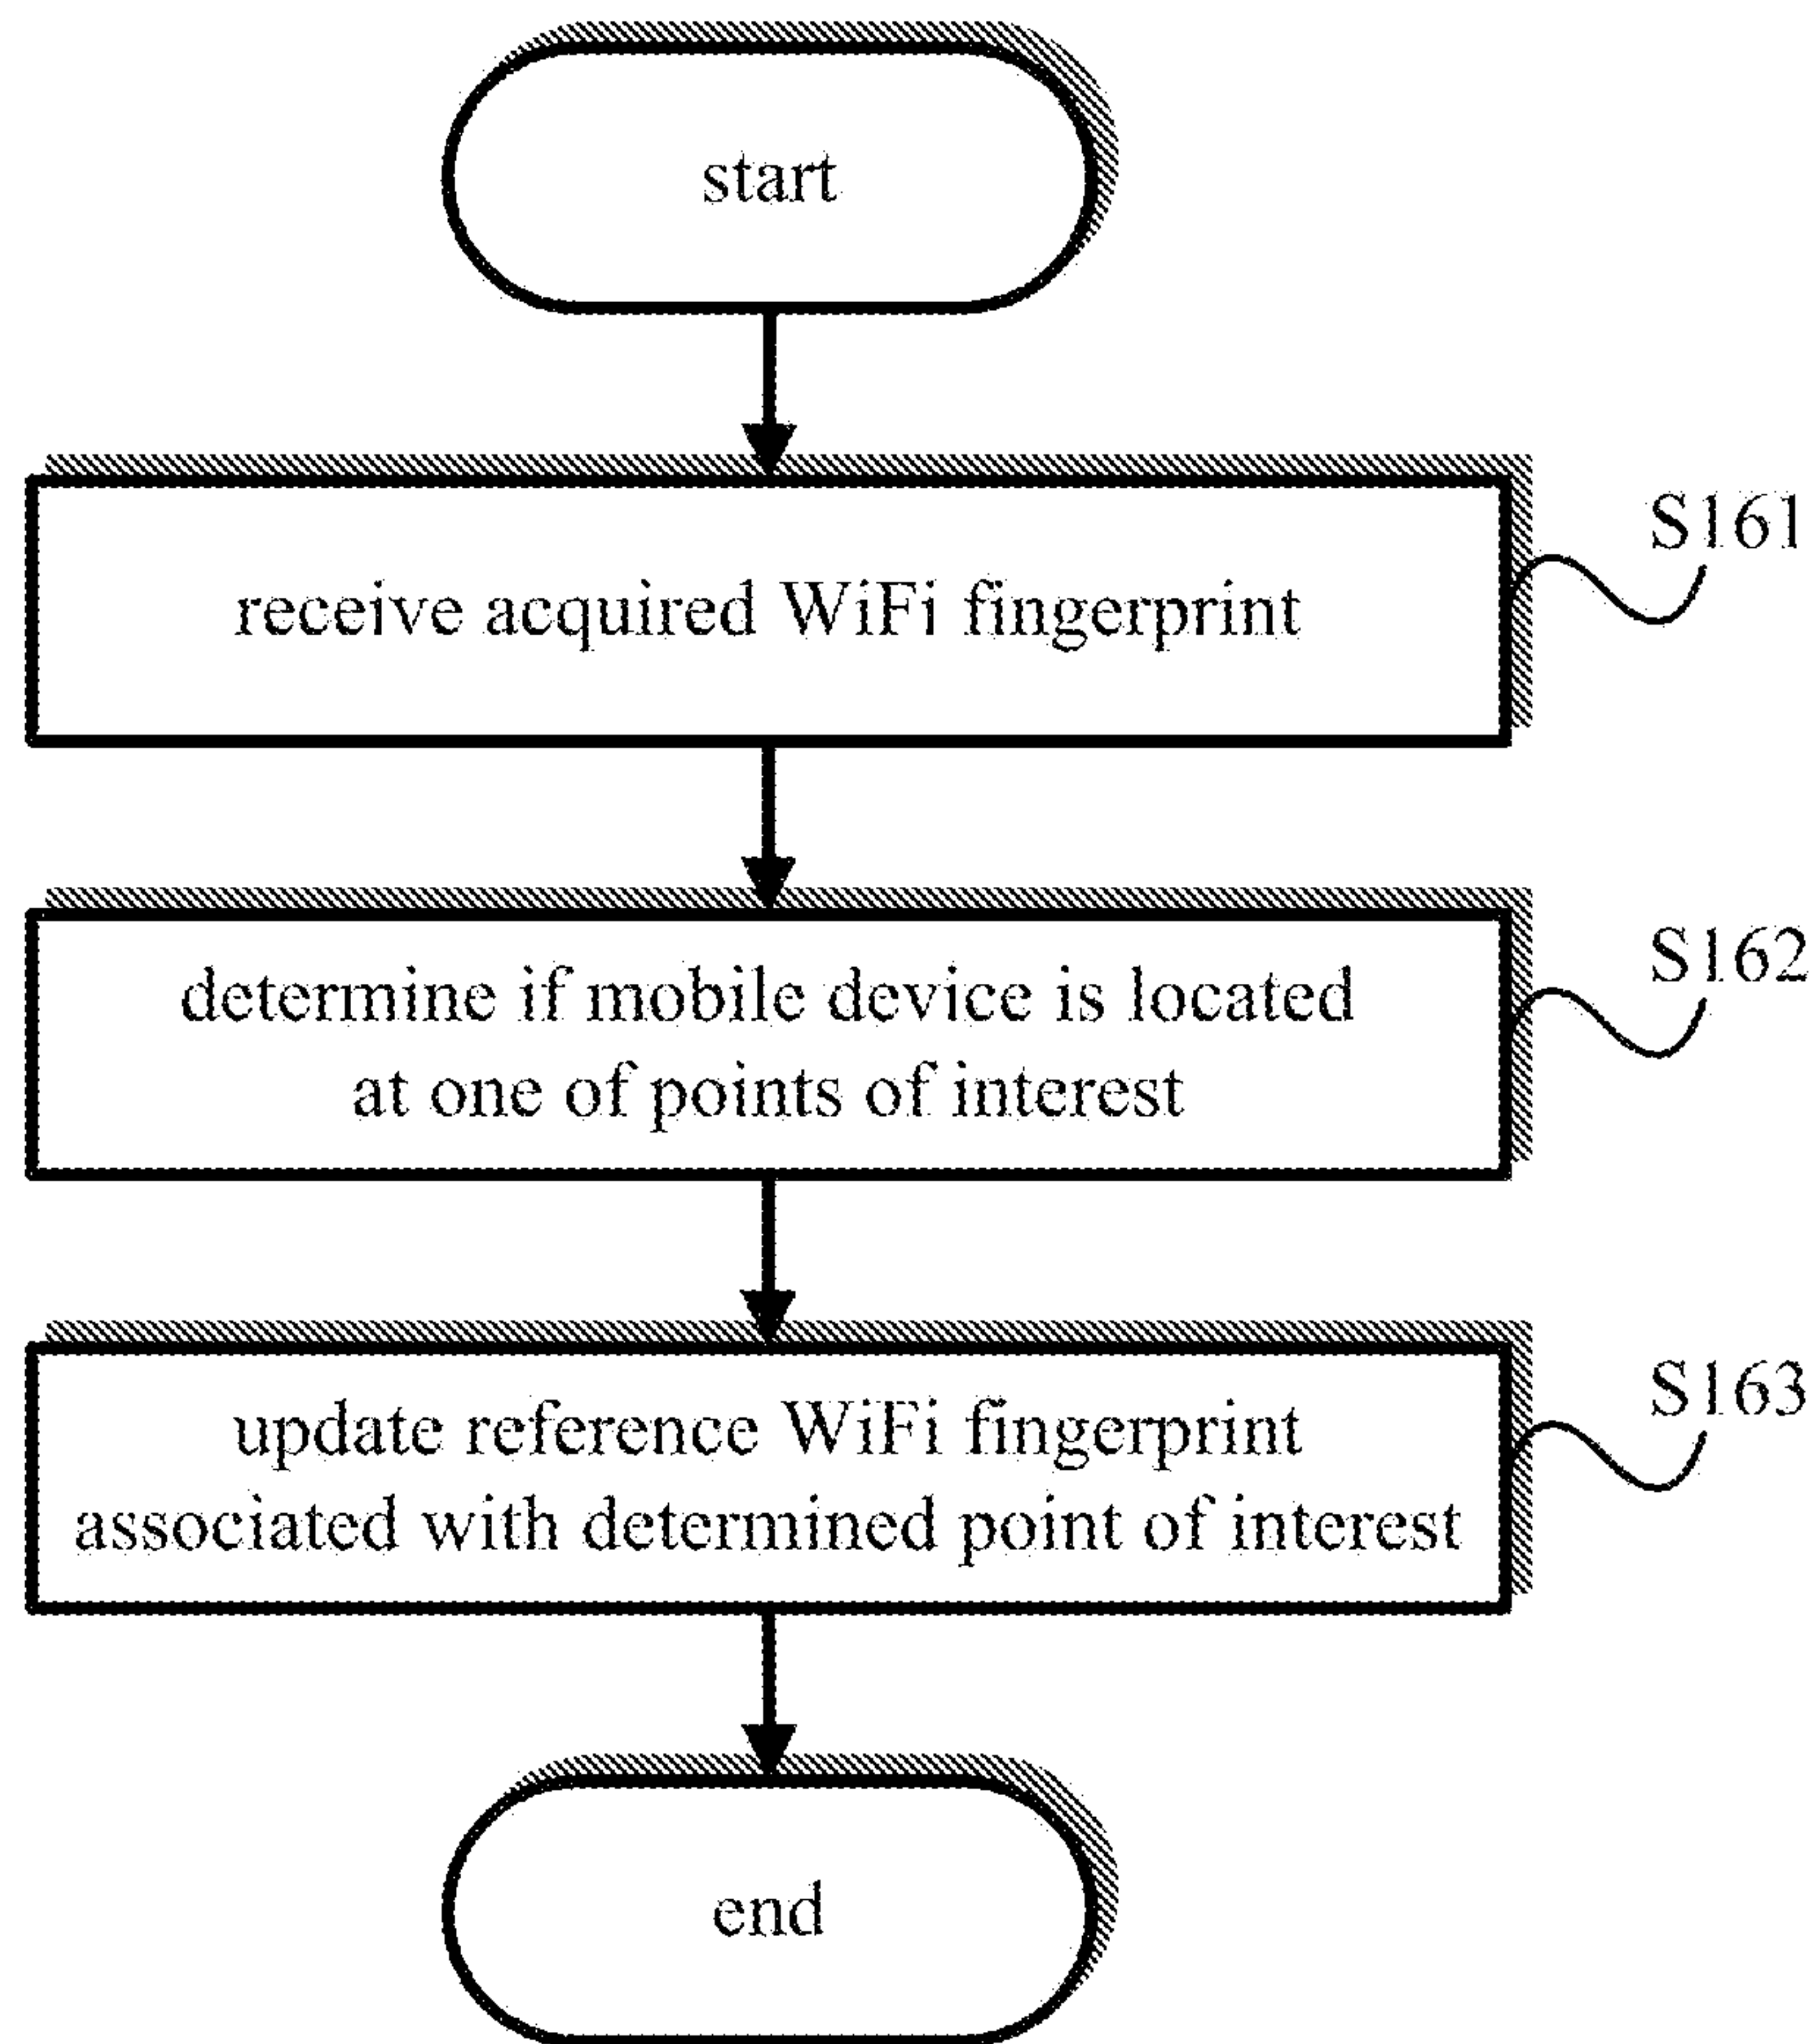 start
S161
receive acquired WiFi fingerprint
S162
determine if mobile device is located
at one of points of interest
S163
update reference WiFi fingerprint
associated with determined point of interest
end